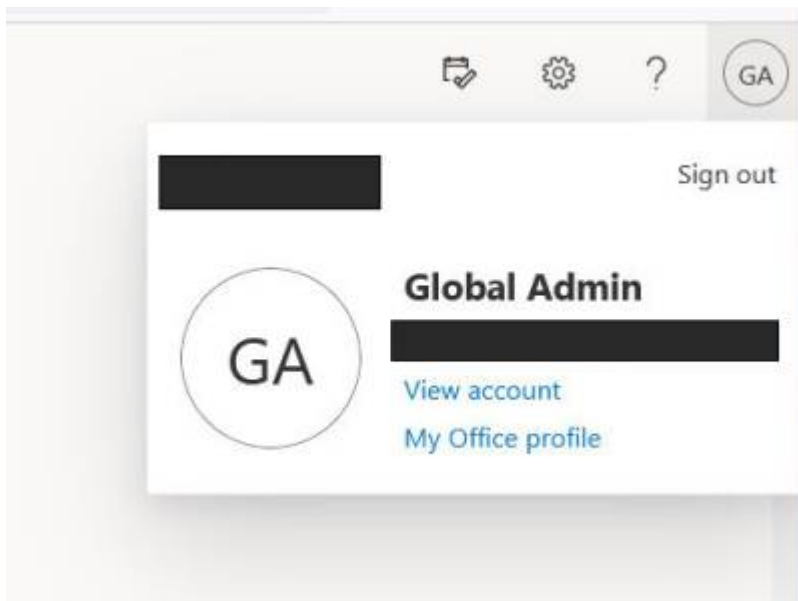 GA
Sign out
GA
Global Admin
View account
My Office profile